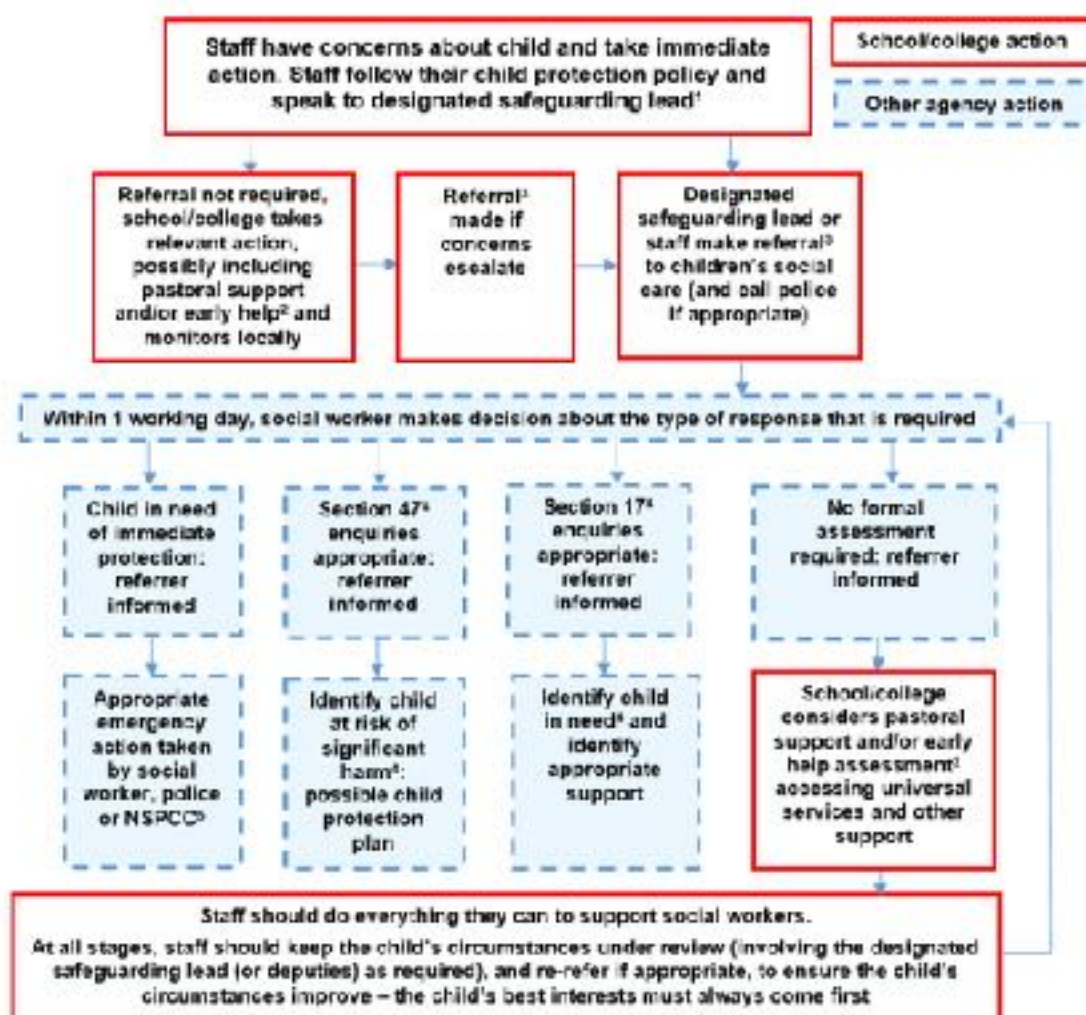 Staff have concerns about child and take immediate
action. Staff follow their child protection policy and
speak to designated safeguarding lead¹
School/college action
Other agency action
Referral not required,
school/college takes
relevant action,
possibly including
pastoral support
and/or early help² and
monitors locally
Referral³
made if
concerns
escalate
Designated
safeguarding lead or
staff make referral³
to children's social
care (and call police
if appropriate)
Within 1 working day, social worker makes decision about the type of response that is required
Child in need
of immediate
protection:
referrer
informed
Section 47⁴
enquiries
appropriate:
referrer
informed
Section 17⁴
enquiries
appropriate:
referrer
informed
No formal
assessment
required: referrer
informed
Appropriate
emergency
action taken
by social
worker, police
or NSPCC⁵
Identify child
at risk of
significant
harm⁴:
possible child
protection
plan
Identify child
in need⁴ and
identify
appropriate
support
School/college
considers pastoral
support and/or early
help assessment²
accessing universal
services and other
support
Staff should do everything they can to support social workers.
At all stages, staff should keep the child's circumstances under review (involving the designated
safeguarding lead (or deputies) as required), and re-refer if appropriate, to ensure the child's
circumstances improve – the child's best interests must always come first